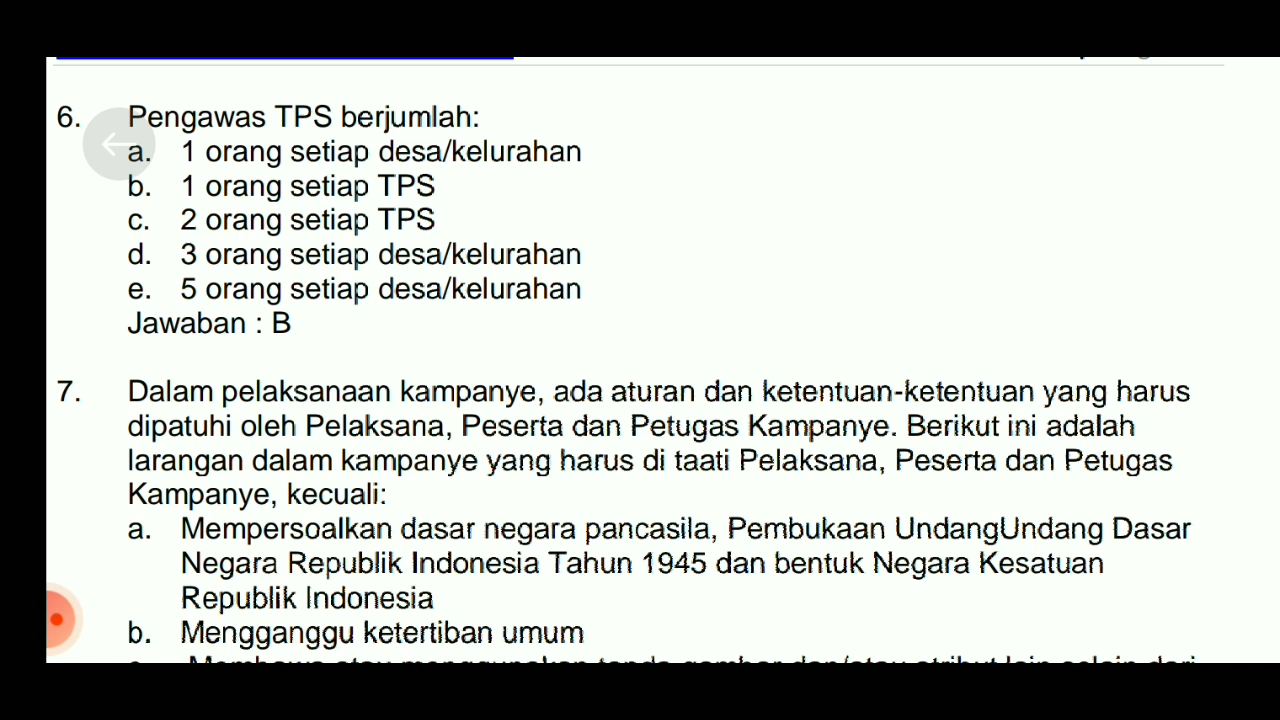 6. Pengawas TPS berjumlah:
a. 1 orang setiap desa/kelurahan
b. 1 orang setiap TPS
c. 2 orang setiap TPS
d. 3 orang setiap desa/kelurahan
e. 5 orang setiap desa/kelurahan
Jawaban : B
7. Dalam pelaksanaan kampanye, ada aturan dan ketentuan-ketentuan yang harus
dipatuhi oleh Pelaksana, Peserta dan Petugas Kampanye. Berikut ini adalah
larangan dalam kampanye yang harus di taati Pelaksana, Peserta dan Petugas
Kampanye, kecuali:
a. Mempersoalkan dasar negara pancasila, Pembukaan UndangUndang Dasar
Negara Republik Indonesia Tahun 1945 dan bentuk Negara Kesatuan
Republik Indonesia
b. Mengganggu ketertiban umum